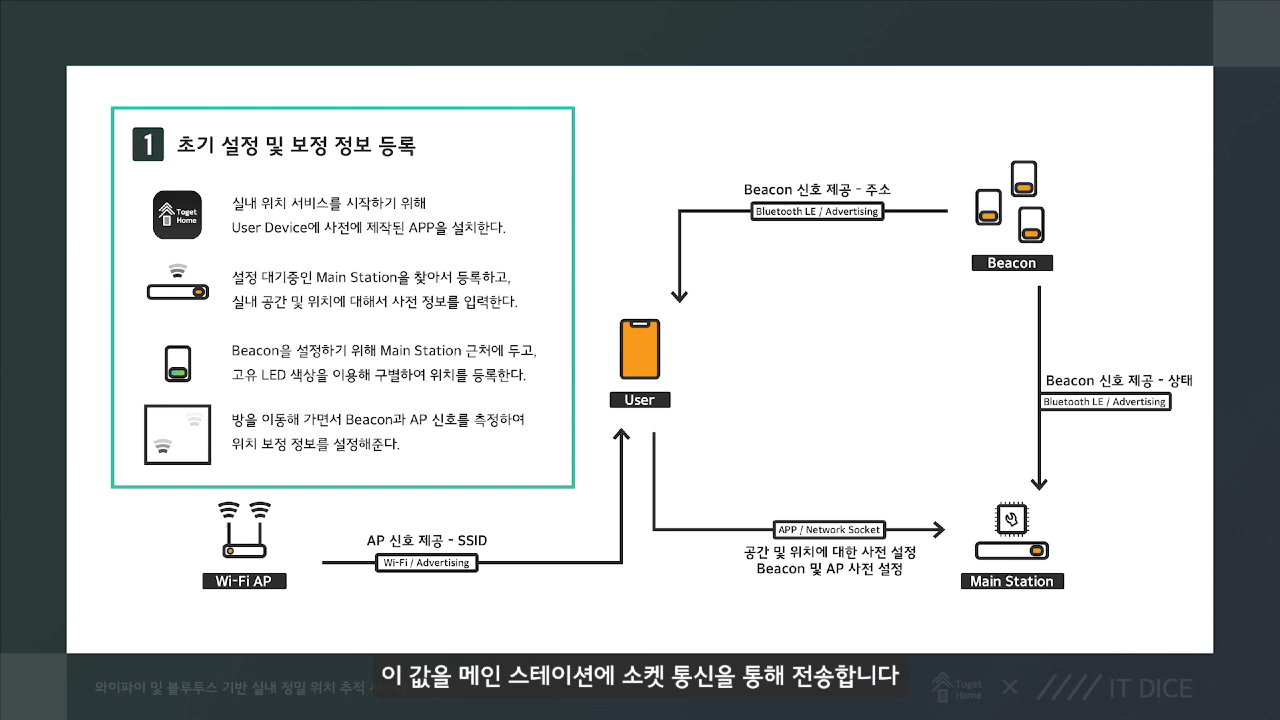 1 초기 설정 및 보정 정보 등록
Toget
Home
실내 위치 서비스를 시작하기 위해
User Device에 사전에 제작된 APP을 설치한다.
설정 대기중인 Main Station을 찾아서 등록하고,
실내 공간 및 위치에 대해서 사전 정보를 입력한다.
Beacon을 설정하기 위해 Main Station 근처에 두고,
고유 LED 색상을 이용해 구별하여 위치를 등록한다.
방을 이동해 가면서 Beacon과 AP 신호를 측정하여
위치 보정 정보를 설정해준다.
Beacon 신호 제공 - 주소
Bluetooth LE / Advertising
Beacon
User
Beacon 신호 제공 - 상태
Bluetooth LE / Advertising
AP 신호 제공 - SSID
Wi-Fi / Advertising
Wi-Fi AP
APP / Network Socket
공간 및 위치에 대한 사전 설정
Beacon 및 AP 사전 설정
Main Station
이 값을 메인 스테이션에 소켓 통신을 통해 전송합니다
와이파이 및 블루투스 기반 실내 정밀 위치 추적
Toget
Home
IT DICE